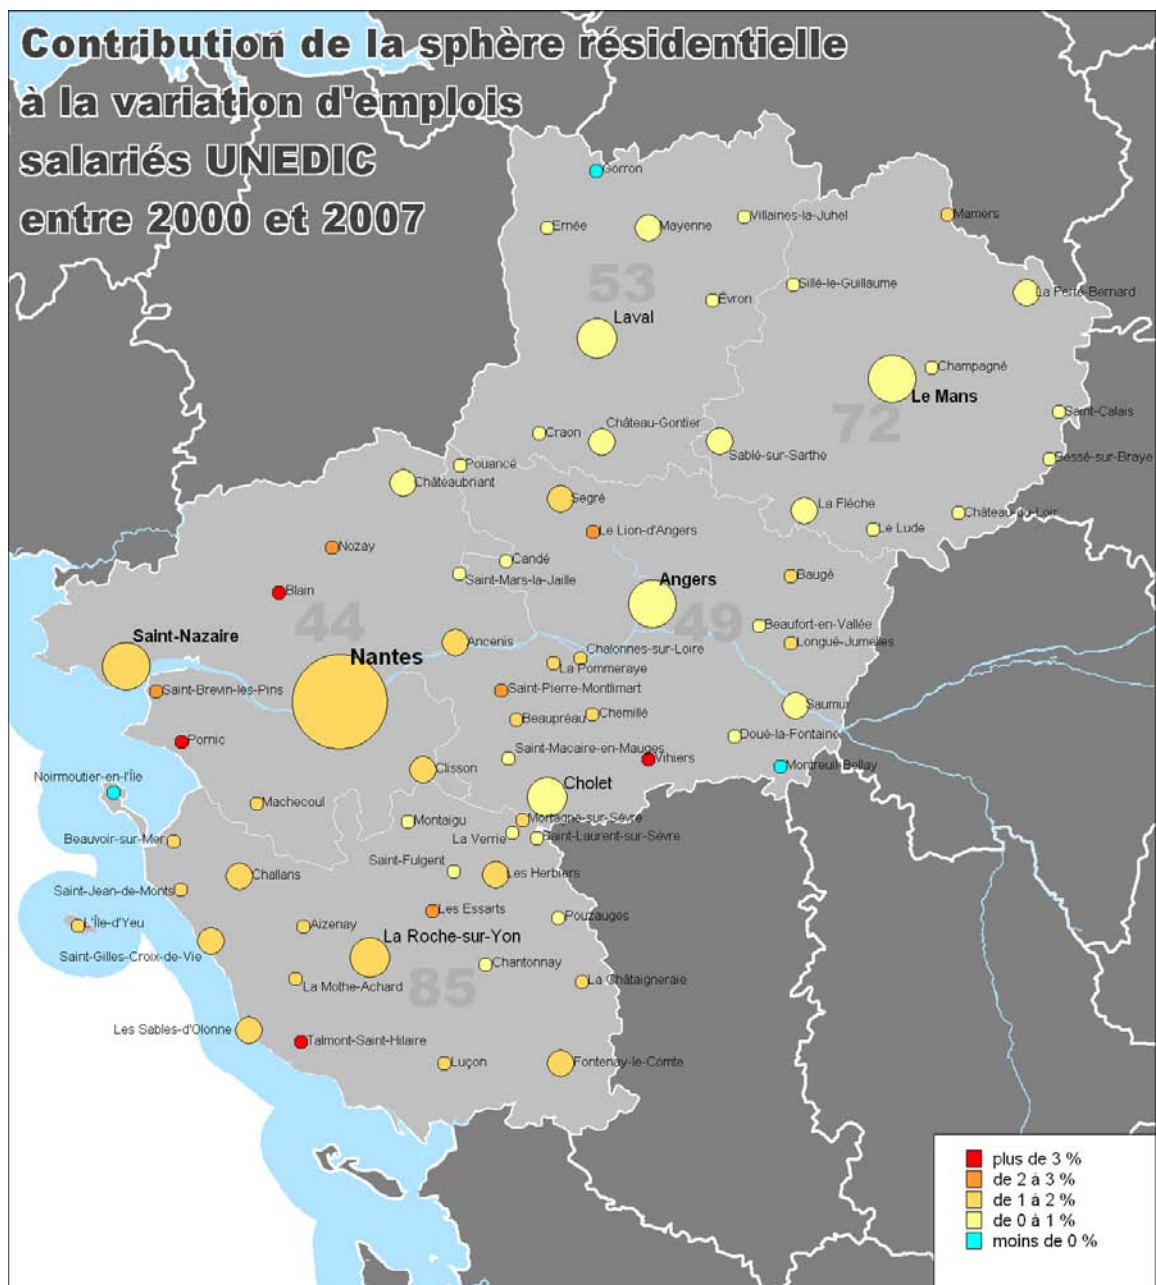 Contribution de la sphère résidentielle
à la variation d'emplois
salariés UNEDIC
entre 2000 et 2007
Gorron
Ernée
Mayenne
Villaines-la-Juhel
Mamers
53
Sillé-le-Guillaume
La Ferté-Bernard
Évron
Laval
Champagné
Le Mans
72
Saint-Calais
Craon
Château-Gontier
Sablé-sur-Sarthe
Bessé-sur-Braye
Pouancé
Châteaubriant
Segré
La Flèche
Château-du-Loir
Le Lude
Le Lion-d'Angers
Nozay
Candé
Saint-Mars-la-Jaille
Baugé
Angers
Blain
44
49
Beaufort-en-Vallée
Longué-Jumelles
Saint-Nazaire
Ancenis
Chalonnes-sur-Loire
La Pommeraye
Nantes
Saint-Brevin-les-Pins
Saint-Pierre-Montlimart
Saumur
Beaupréau
Chemillé
Pornic
Doué-la-Fontaine
Saint-Macaire-en-Mauges
Vihiers
Montreuil-Bellay
Noirmoutier-en-l'Île
Clisson
Cholet
Machecoul
Montaigu
Mortagne-sur-Sèvre
La Verrie
Saint-Laurent-sur-Sèvre
Beauvoir-sur-Mer
Saint-Fulgent
Challans
Les Herbiers
Saint-Jean-de-Monts
Les Essarts
Pouzauges
L'Île-d'Yeu
Aizenay
La Roche-sur-Yon
Saint-Gilles-Croix-de-Vie
Chantonnay
La Mothe-Achard
85
La Châtaigneraie
Les Sables-d'Olonne
Talmont-Saint-Hilaire
Luçon
Fontenay-le-Comte
plus de 3 %
de 2 à 3 %
de 1 à 2 %
de 0 à 1 %
moins de 0 %